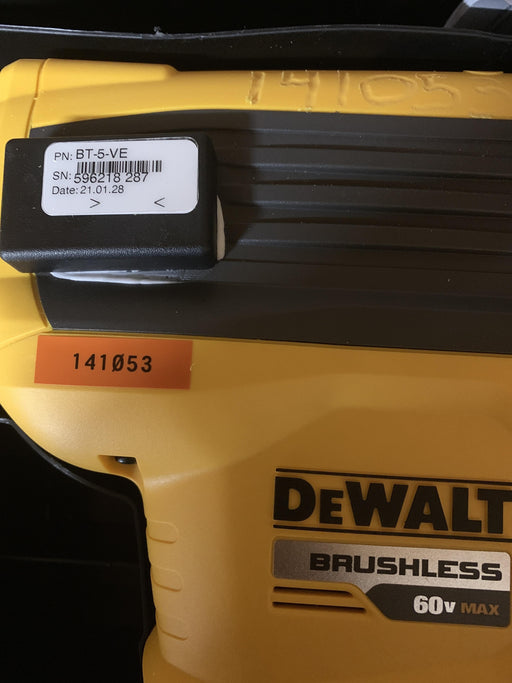 141053
PN: BT-5-VE
SN: 596218 287
Date: 21.01.28
> <
141Ø53
DEWALT
BRUSHLESS
60V MAX